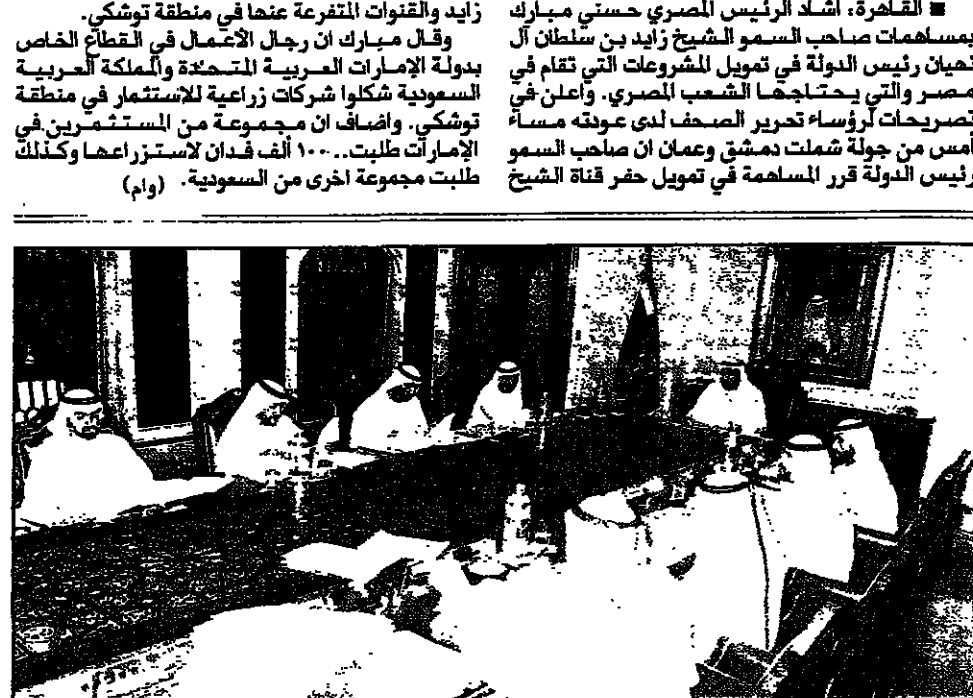 ■ القاهرة، اشاد الرئيس المصري حسني مبارك
بمساهمات صاحب السمو الشيخ زايد بن سلطان آل
نهيان رئيس الدولة في تمويل المشروعات التي تقام في
مصر والتي يحتاجها الشعب المصري. واعلن في
تصريحات لرؤساء تحرير الصحف لدى عودته مساء
امس من جولة شملت دمشق وعمان ان صاحب السمو
رئيس الدولة قرر المساهمة في تمويل حفر قناة الشيخ
زايد والقنوات المتفرعة عنها في منطقة توشكي.
وقال مبارك ان رجال الأعمال في القطاع الخاص
بدولة الإمارات العربية المتحدة والمملكة العربية
السعودية شكلوا شركات زراعية للاستثمار في منطقة
توشكي. واضاف ان مجموعة من المستثمرين في
الإمارات طلبت.. ١٠٠ ألف فدان لاستزراعها وكذلك
طلبت مجموعة اخرى من السعودية. (وام)